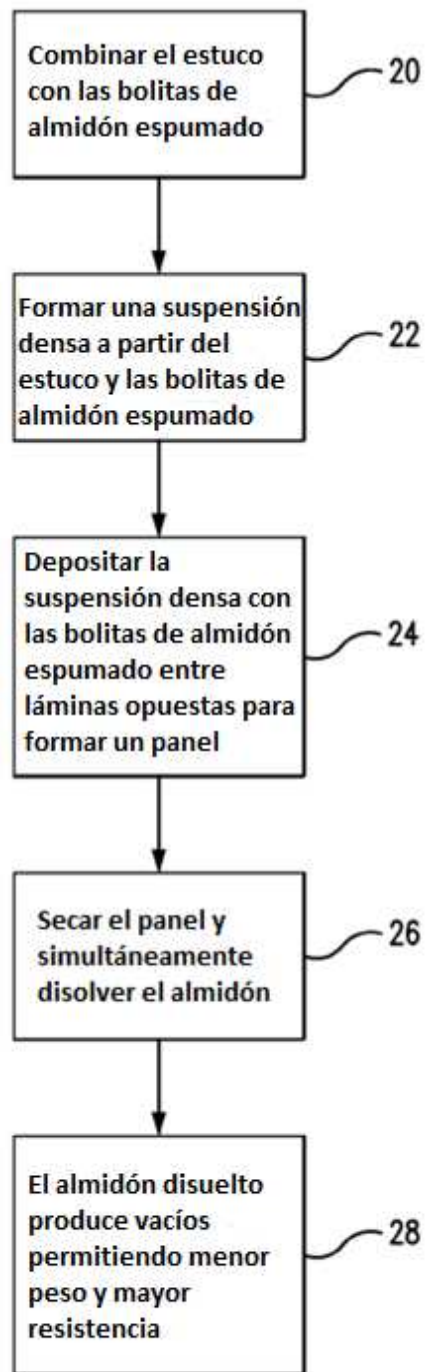 Combinar el estuco
con las bolitas de
almidón espumado
20
Formar una suspensión
densa a partir del
estuco y las bolitas de
almidón espumado
22
Depositar la
suspensión densa con
las bolitas de almidón
espumado entre
láminas opuestas para
formar un panel
24
Secar el panel y
simultáneamente
disolver el almidón
26
El almidón disuelto
produce vacíos
permitiendo menor
peso y mayor
resistencia
28